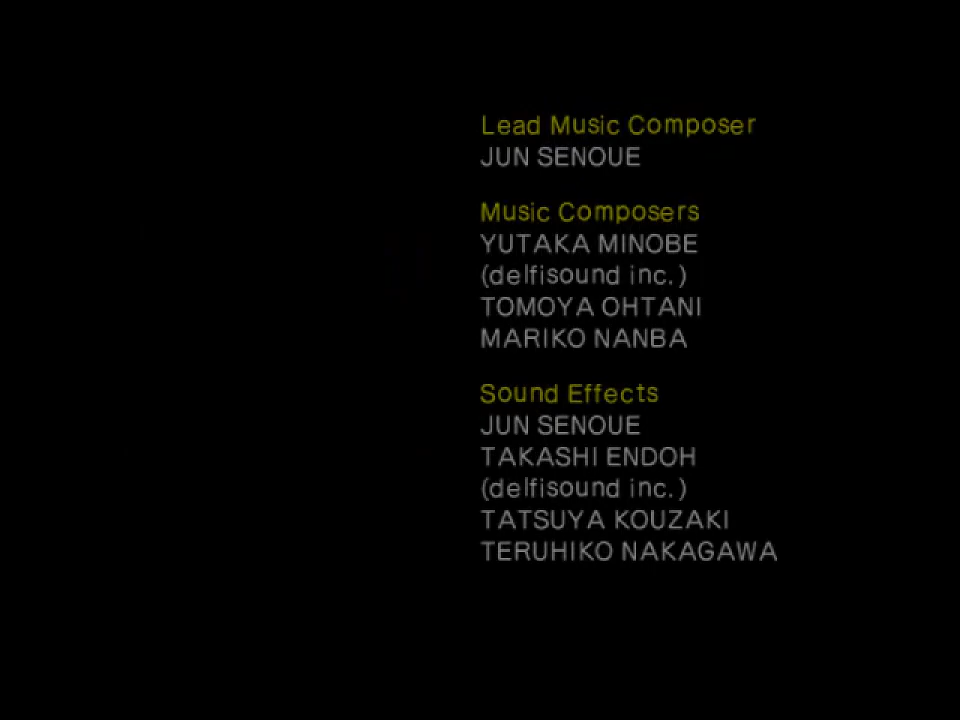 Lead Music Composer
JUN SENOUE
Music Composers
YUTAKA MINOBE
(delfisound inc.)
TOMOYA OHTANI
MARIKO NANBA
Sound Effects
JUN SENOUE
TAKASHI ENDOH
(delfisound inc.)
TATSUYA KOUZAKI
TERUHIKO NAKAGAWA